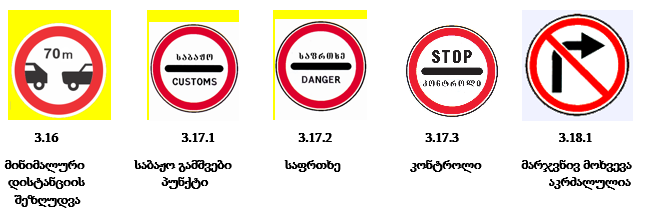 70m
საბაჟო
CUSTOMS
საფრთხე
DANGER
STOP
კონტროლი
3.16 3.17.1 3.17.2 3.17.3 3.18.1
მინიმალური საბაჟო გამშვები საფრთხე კონტროლი მარჯვნივ მოხვევა
დისტანციის პუნქტი აკრძალულია
შეზღუდვა